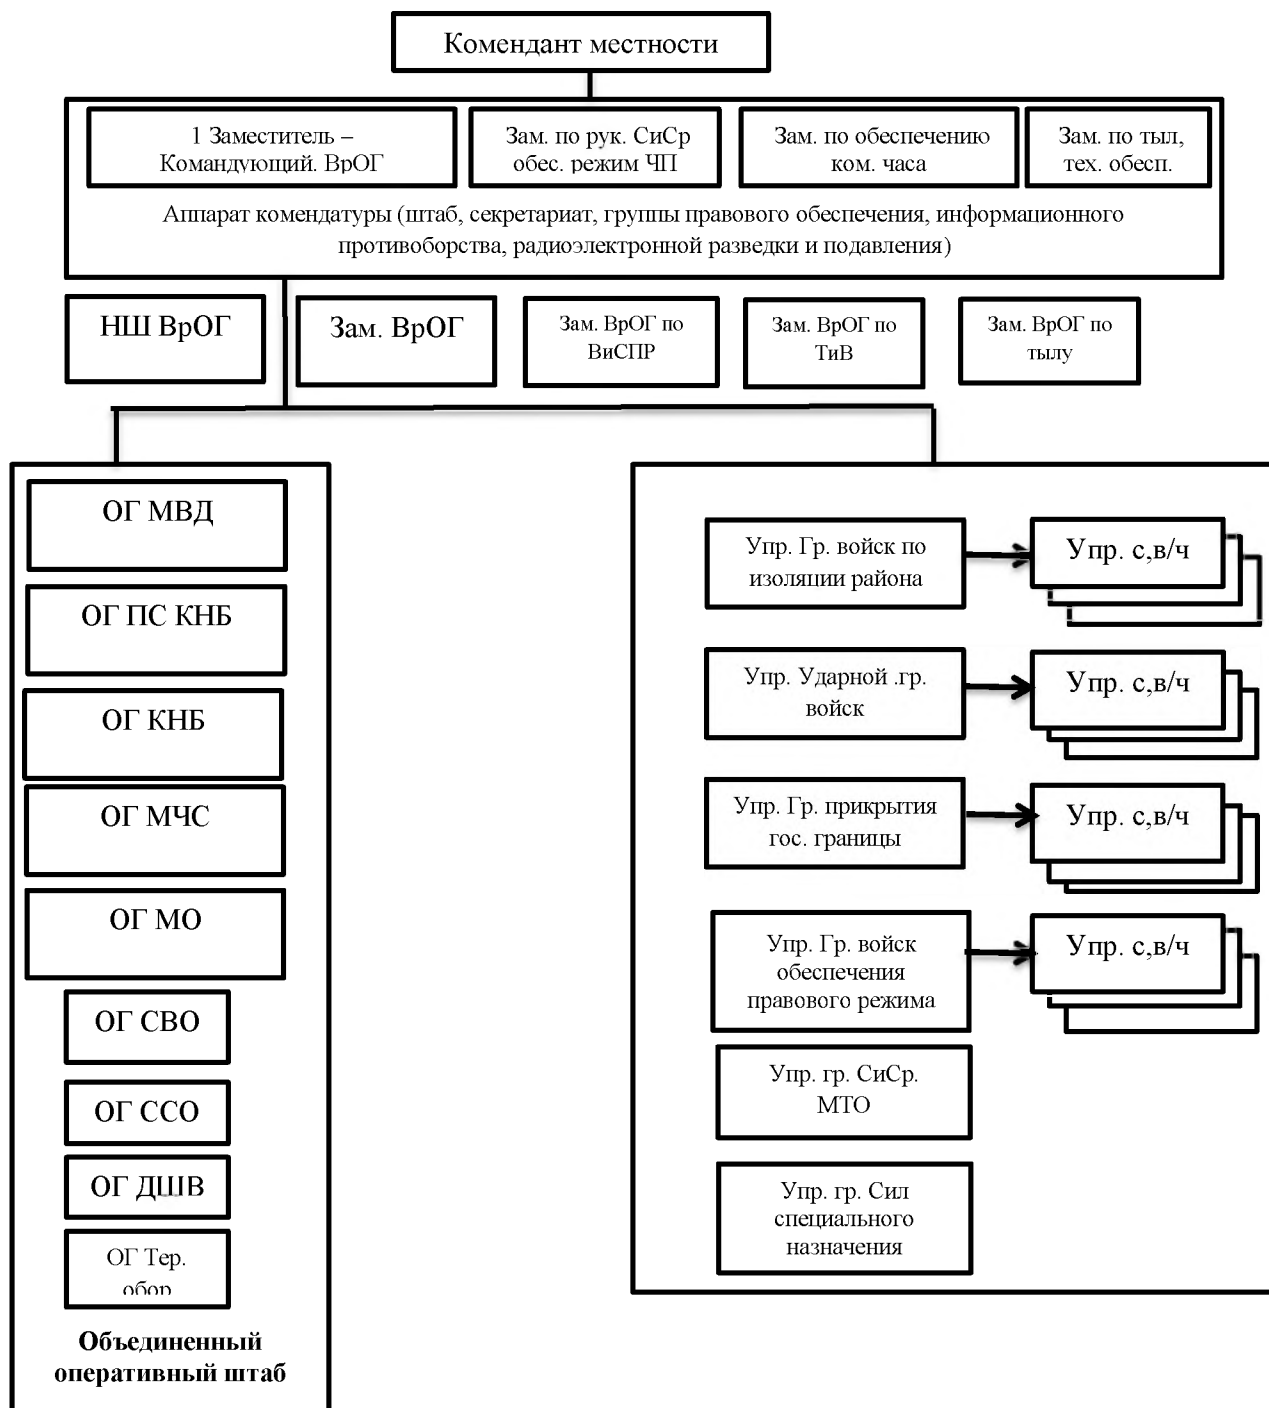 Комендант местности
1 Заместитель –
Командующий. ВрОГ
Зам. по рук. СиСр
обес. режим ЧП
Зам. по обеспечению
ком. часа
Зам. по тыл,
тех. обесп.
Аппарат комендатуры (штаб, секретариат, группы правового обеспечения, информационного
противоборства, радиоэлектронной разведки и подавления)
НШ ВрОГ
Зам. ВрОГ
Зам. ВрОГ по
ВиСПР
Зам. ВрОГ по
ТиВ
Зам. ВрОГ по
тылу
ОГ МВД
ОГ ПС КНБ
ОГ КНБ
ОГ МЧС
ОГ МО
ОГ СВО
ОГ ССО
ОГ ДШВ
ОГ Тер.
обор
Объединенный
оперативный штаб
Упр. Гр. войск по
изоляции района
Упр. с,в/ч
Упр. Ударной .гр.
войск
Упр. с,в/ч
Упр. Гр. прикрытия
гос. границы
Упр. с,в/ч
Упр. Гр. войск
обеспечения
правового режима
Упр. с,в/ч
Упр. гр. СиСр.
МТО
Упр. гр. Сил
специального
назначения